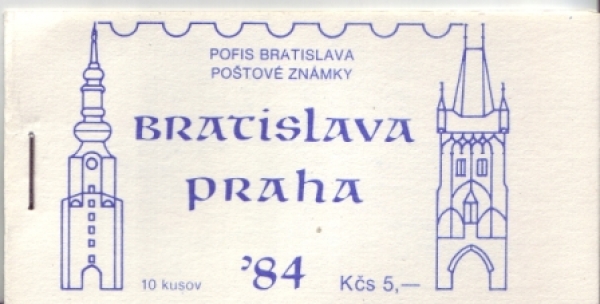 POFIS BRATISLAVA
POŠTOVÉ ZNÁMKY
BRATISLAVA
PRAHA
'84
10 kusov
Kčs 5,—